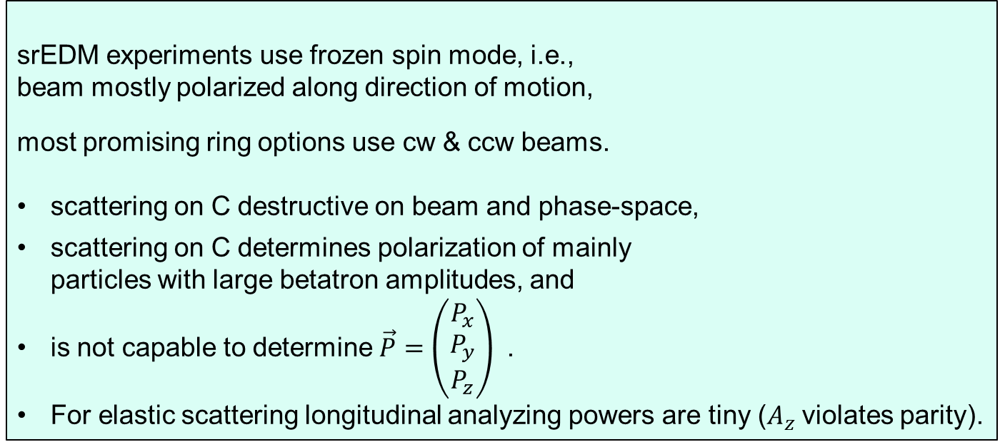 srEDM experiments use frozen spin mode, i.e.,
beam mostly polarized along direction of motion,
most promising ring options use cw & ccw beams.
• scattering on C destructive on beam and phase-space,
• scattering on C determines polarization of mainly
particles with large betatron amplitudes, and
• is not capable to determine $\vec{P} = \begin{pmatrix} P_x \\ P_y \\ P_z \end{pmatrix}$ .
• For elastic scattering longitudinal analyzing powers are tiny ($A_z$ violates parity).